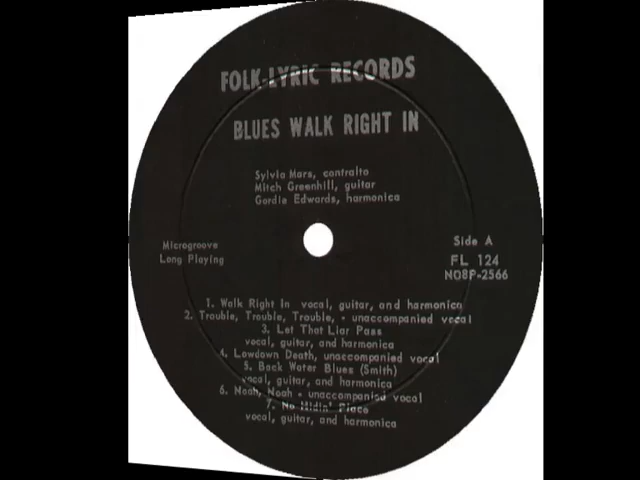 FOLK-LYRIC RECORDS
BLUES WALK RIGHT IN
Sylvia Mars, contralto
Mitch Greenhill, guitar
Gordie Edwards, harmonica
Microgroove
Long Playing
Side A
FL 124
NO8P-2566
1. Walk Right In vocal, guitar, and harmonica
2. Trouble, Trouble, Trouble, - unaccompanied vocal
3. Let That Liar Pass
vocal, guitar, and harmonica
4. Lowdown Death, unaccompanied vocal
5. Back Water Blues (Smith)
vocal, guitar, and harmonica
6. Noah, Noah - unaccompanied vocal
7. No Hidin' Place
vocal, guitar, and harmonica